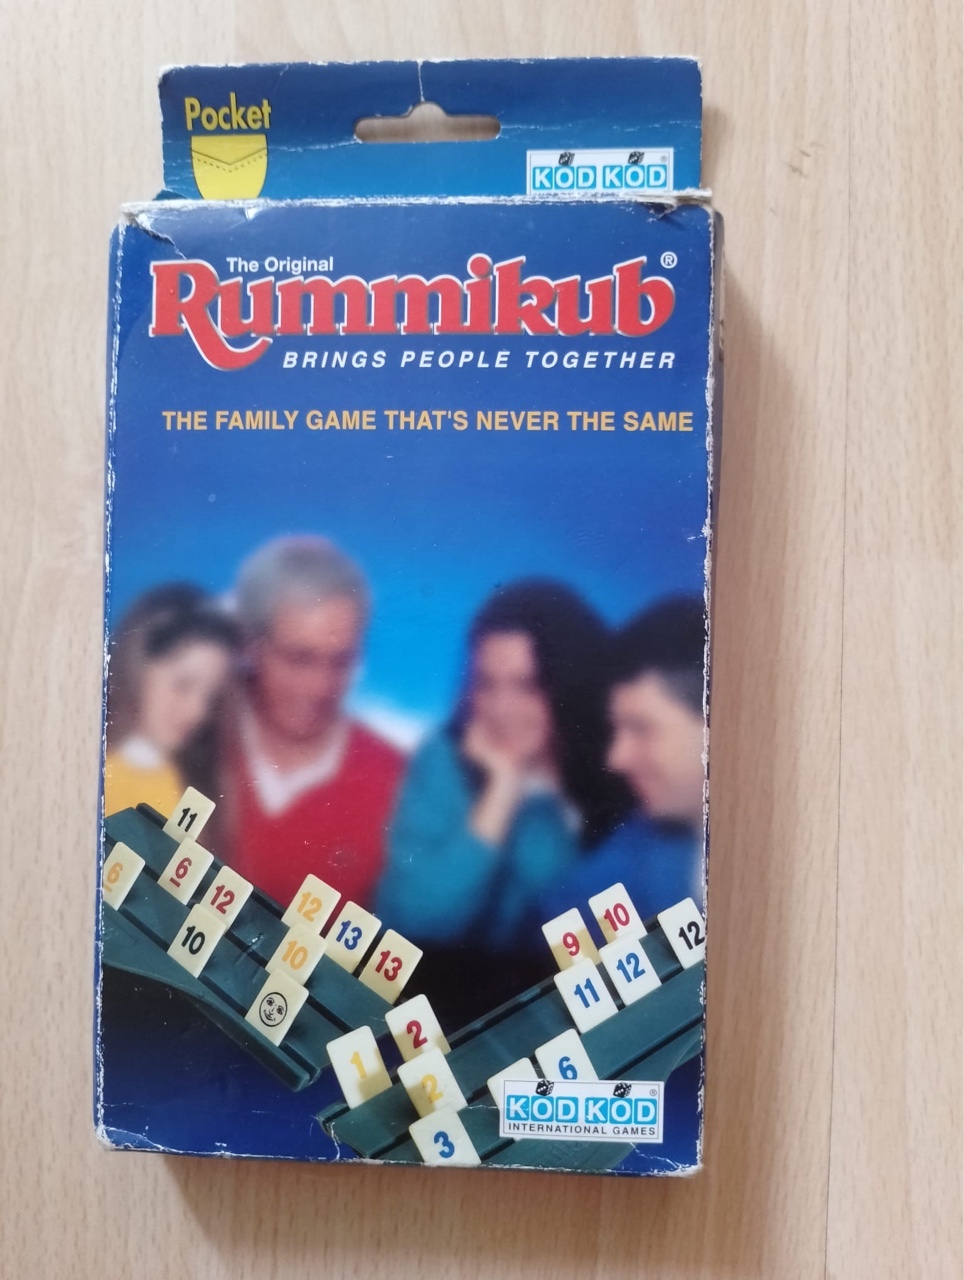 Pocket
KOD KOD®
The Original
Rummikub®
BRINGS PEOPLE TOGETHER
THE FAMILY GAME THAT'S NEVER THE SAME
11
6 6 12 12 13 13
10 10
9 10 12
11 12
1 2 2 6
3
KOD KOD®
INTERNATIONAL GAMES